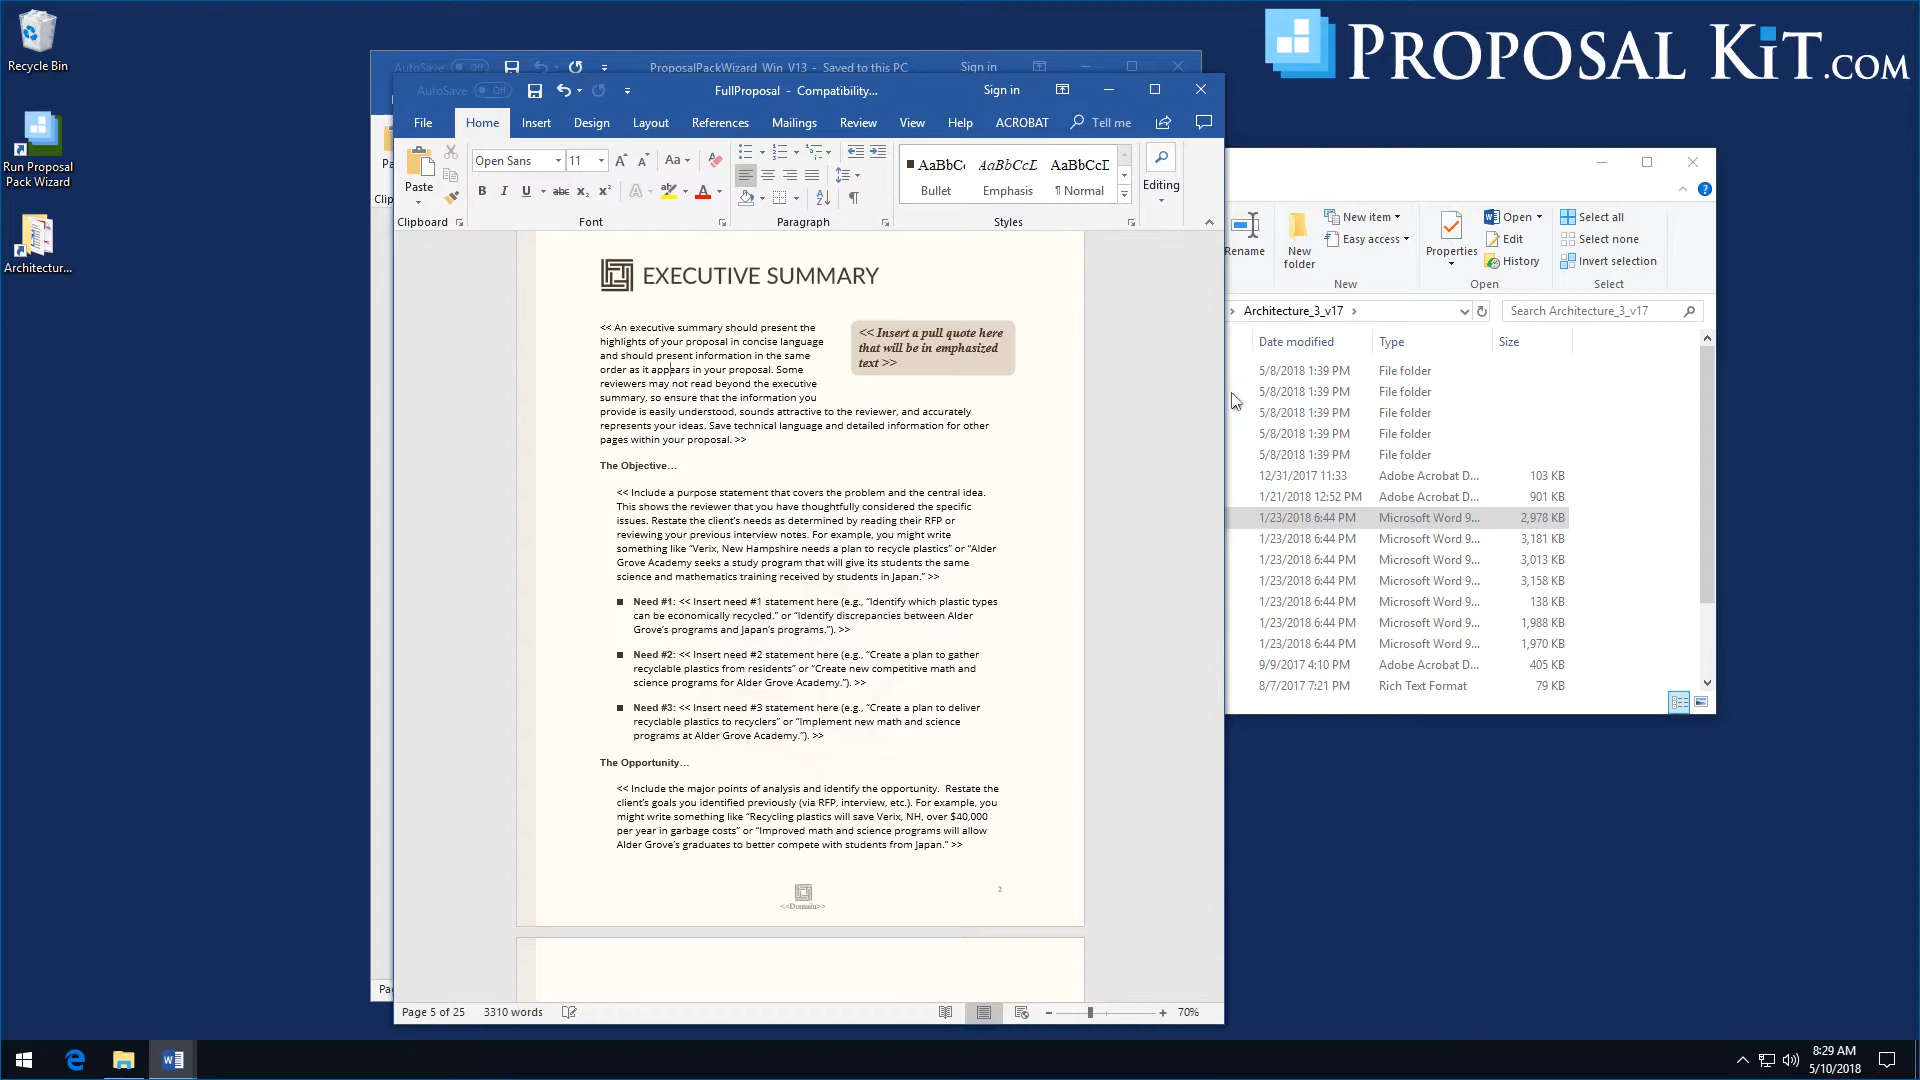 Recycle Bin
Run Proposal
Pack Wizard
Architectur...
PROPOSAL KIT.COM
AutoSave Off
ProposalPackWizard_Win_V13 - Saved to this PC
Sign in
AutoSave Off
FullProposal - Compatibility...
Sign in
File Home Insert Design Layout References Mailings Review View Help ACROBAT Tell me
Paste
Open Sans 11
AaBbC AaBbCcL AaBbCcD
Bullet Emphasis ¶ Normal
Editing
Clipboard Font Paragraph Styles
EXECUTIVE SUMMARY
<< An executive summary should present the
highlights of your proposal in concise language
and should present information in the same
order as it appears in your proposal. Some
reviewers may not read beyond the executive
summary, so ensure that the information you
provide is easily understood, sounds attractive to the reviewer, and accurately
represents your ideas. Save technical language and detailed information for other
pages within your proposal. >>
<< Insert a pull quote here
that will be in emphasized
text >>
The Objective...
<< Include a purpose statement that covers the problem and the central idea.
This shows the reviewer that you have thoughtfully considered the specific
issues. Restate the client's needs as determined by reading their RFP or
reviewing your previous interview notes. For example, you might write
something like "Verix, New Hampshire needs a plan to recycle plastics" or "Alder
Grove Academy seeks a study program that will give its students the same
science and mathematics training received by students in Japan." >>
Need #1: << Insert need #1 statement here (e.g., "Identify which plastic types
can be economically recycled." or "Identify discrepancies between Alder
Grove's programs and Japan's programs."). >>
Need #2: << Insert need #2 statement here (e.g., "Create a plan to gather
recyclable plastics from residents" or "Create new competitive math and
science programs for Alder Grove Academy."). >>
Need #3: << Insert need #3 statement here (e.g., "Create a plan to deliver
recyclable plastics to recyclers" or "Implement new math and science
programs at Alder Grove Academy."). >>
The Opportunity...
<< Include the major points of analysis and identify the opportunity. Restate the
client's goals you identified previously (via RFP, interview, etc.). For example, you
might write something like "Recycling plastics will save Verix, NH, over $40,000
per year in garbage costs" or "Improved math and science programs will allow
Alder Grove's graduates to better compete with students from Japan." >>
2
<<Domain>>
Page 5 of 25 3310 words
70%
Rename
New
folder
New item
Easy access
Properties
Open
Edit
History
Select all
Select none
Invert selection
New Open Select
Architecture_3_v17
Search Architecture_3_v17
Date modified Type Size
5/8/2018 1:39 PM File folder
5/8/2018 1:39 PM File folder
5/8/2018 1:39 PM File folder
5/8/2018 1:39 PM File folder
5/8/2018 1:39 PM File folder
12/31/2017 11:33 Adobe Acrobat D... 103 KB
1/21/2018 12:52 PM Adobe Acrobat D... 901 KB
1/23/2018 6:44 PM Microsoft Word 9... 2,978 KB
1/23/2018 6:44 PM Microsoft Word 9... 3,181 KB
1/23/2018 6:44 PM Microsoft Word 9... 3,013 KB
1/23/2018 6:44 PM Microsoft Word 9... 3,158 KB
1/23/2018 6:44 PM Microsoft Word 9... 138 KB
1/23/2018 6:44 PM Microsoft Word 9... 1,988 KB
1/23/2018 6:44 PM Microsoft Word 9... 1,970 KB
9/9/2017 4:10 PM Adobe Acrobat D... 405 KB
8/7/2017 7:21 PM Rich Text Format 79 KB
8:29 AM
5/10/2018